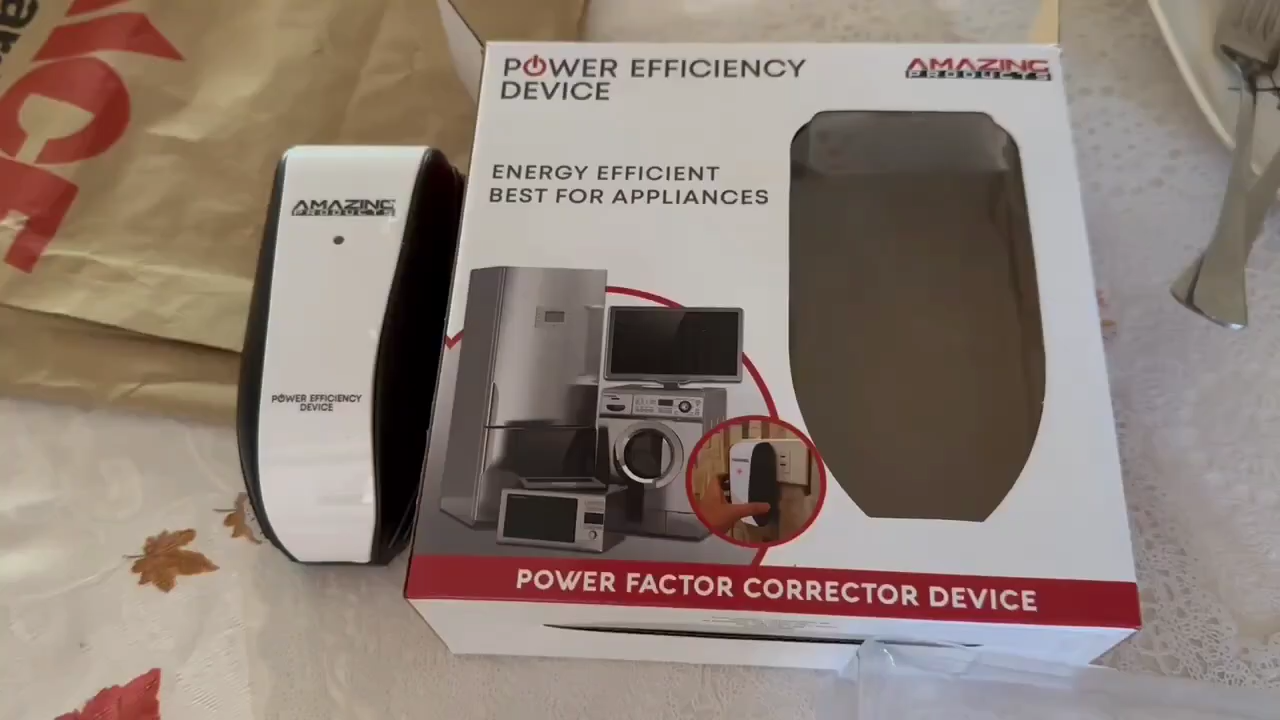 POWER EFFICIENCY
DEVICE
AMAZING
PRODUCTS
ENERGY EFFICIENT
BEST FOR APPLIANCES
POWER FACTOR CORRECTOR DEVICE
AMAZING
PRODUCTS
POWER EFFICIENCY
DEVICE